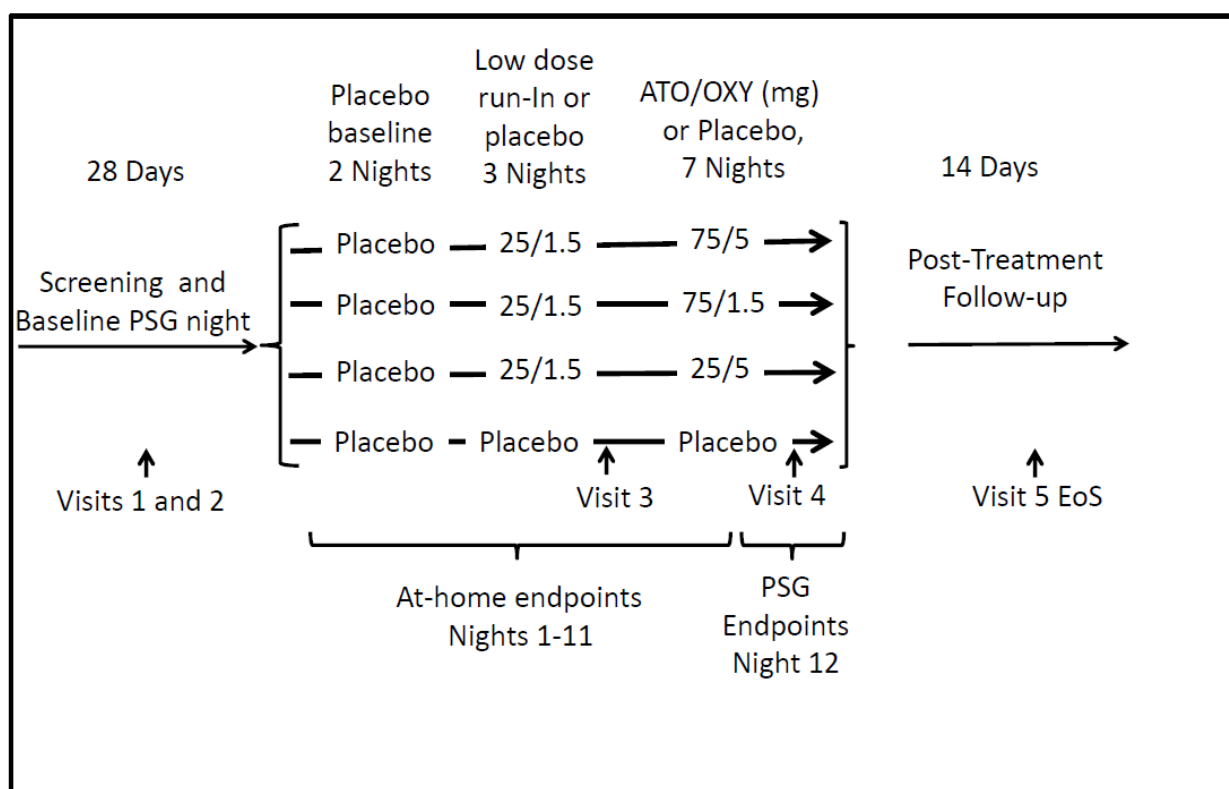 28 Days
Placebo
baseline
2 Nights
Low dose
run-In or
placebo
3 Nights
ATO/OXY (mg)
or Placebo,
7 Nights
14 Days
Screening and
Baseline PSG night
Placebo 25/1.5 75/5
Placebo 25/1.5 75/1.5
Placebo 25/1.5 25/5
Placebo Placebo Placebo
Post-Treatment
Follow-up
Visits 1 and 2
Visit 3
Visit 4
Visit 5 EoS
At-home endpoints
Nights 1-11
PSG
Endpoints
Night 12